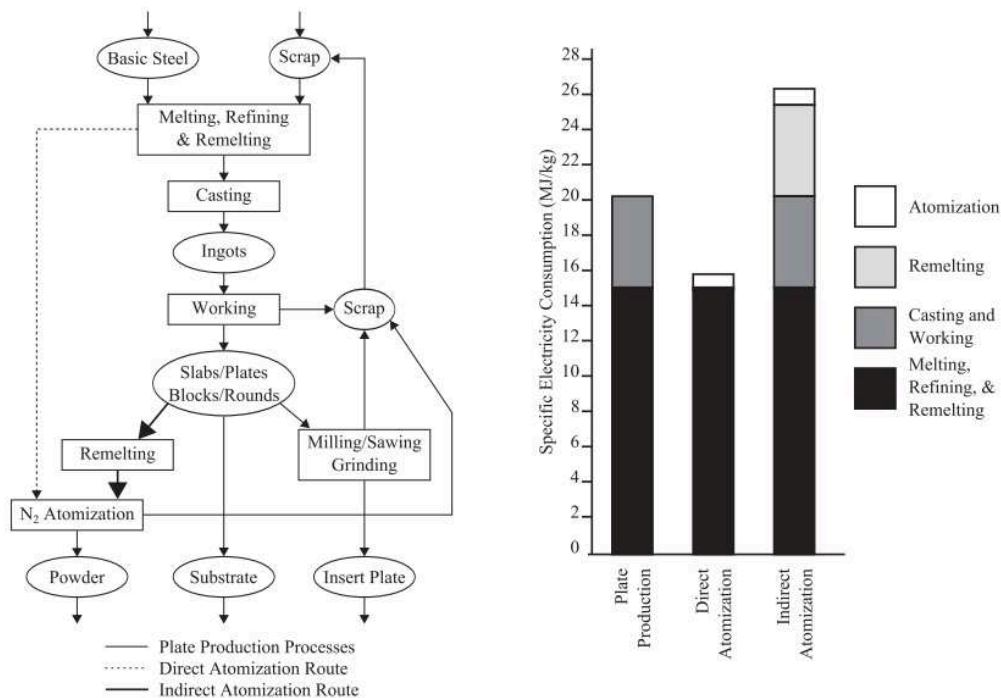 Basic Steel
Scrap
Melting, Refining
& Remelting
Casting
Ingots
Working
Scrap
Slabs/Plates
Blocks/Rounds
Remelting
Milling/Sawing
Grinding
N₂ Atomization
Powder
Substrate
Insert Plate
Plate Production Processes
Direct Atomization Route
Indirect Atomization Route
Specific Electricity Consumption (MJ/kg)
28
26
24
22
20
18
16
14
12
10
8
6
4
2
0
Plate
Production
Direct
Atomization
Indirect
Atomization
Atomization
Remelting
Casting and
Working
Melting,
Refining, &
Remelting